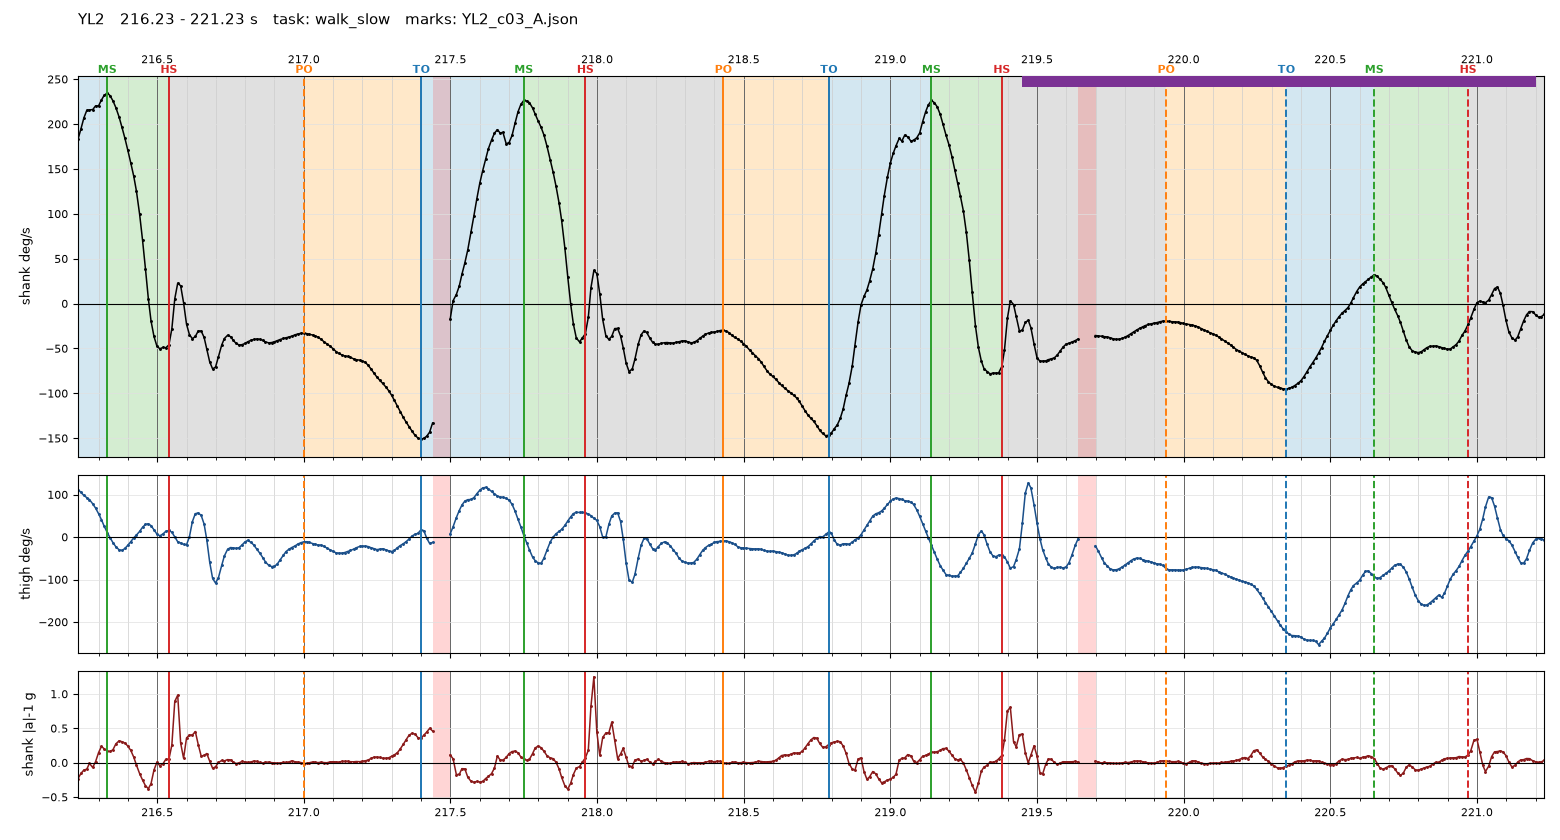 YL2 216.23 - 221.23 s task: walk_slow marks: YL2_c03_A.json
216.5 217.0 217.5 218.0 218.5 219.0 219.5 220.0 220.5 221.0
MS HS PO TO MS HS PO TO MS HS PO TO MS HS
250
200
150
100
50
0
−50
−100
−150
shank deg/s
100
0
−100
−200
thigh deg/s
1.0
0.5
0.0
−0.5
shank |a|-1 g
216.5 217.0 217.5 218.0 218.5 219.0 219.5 220.0 220.5 221.0